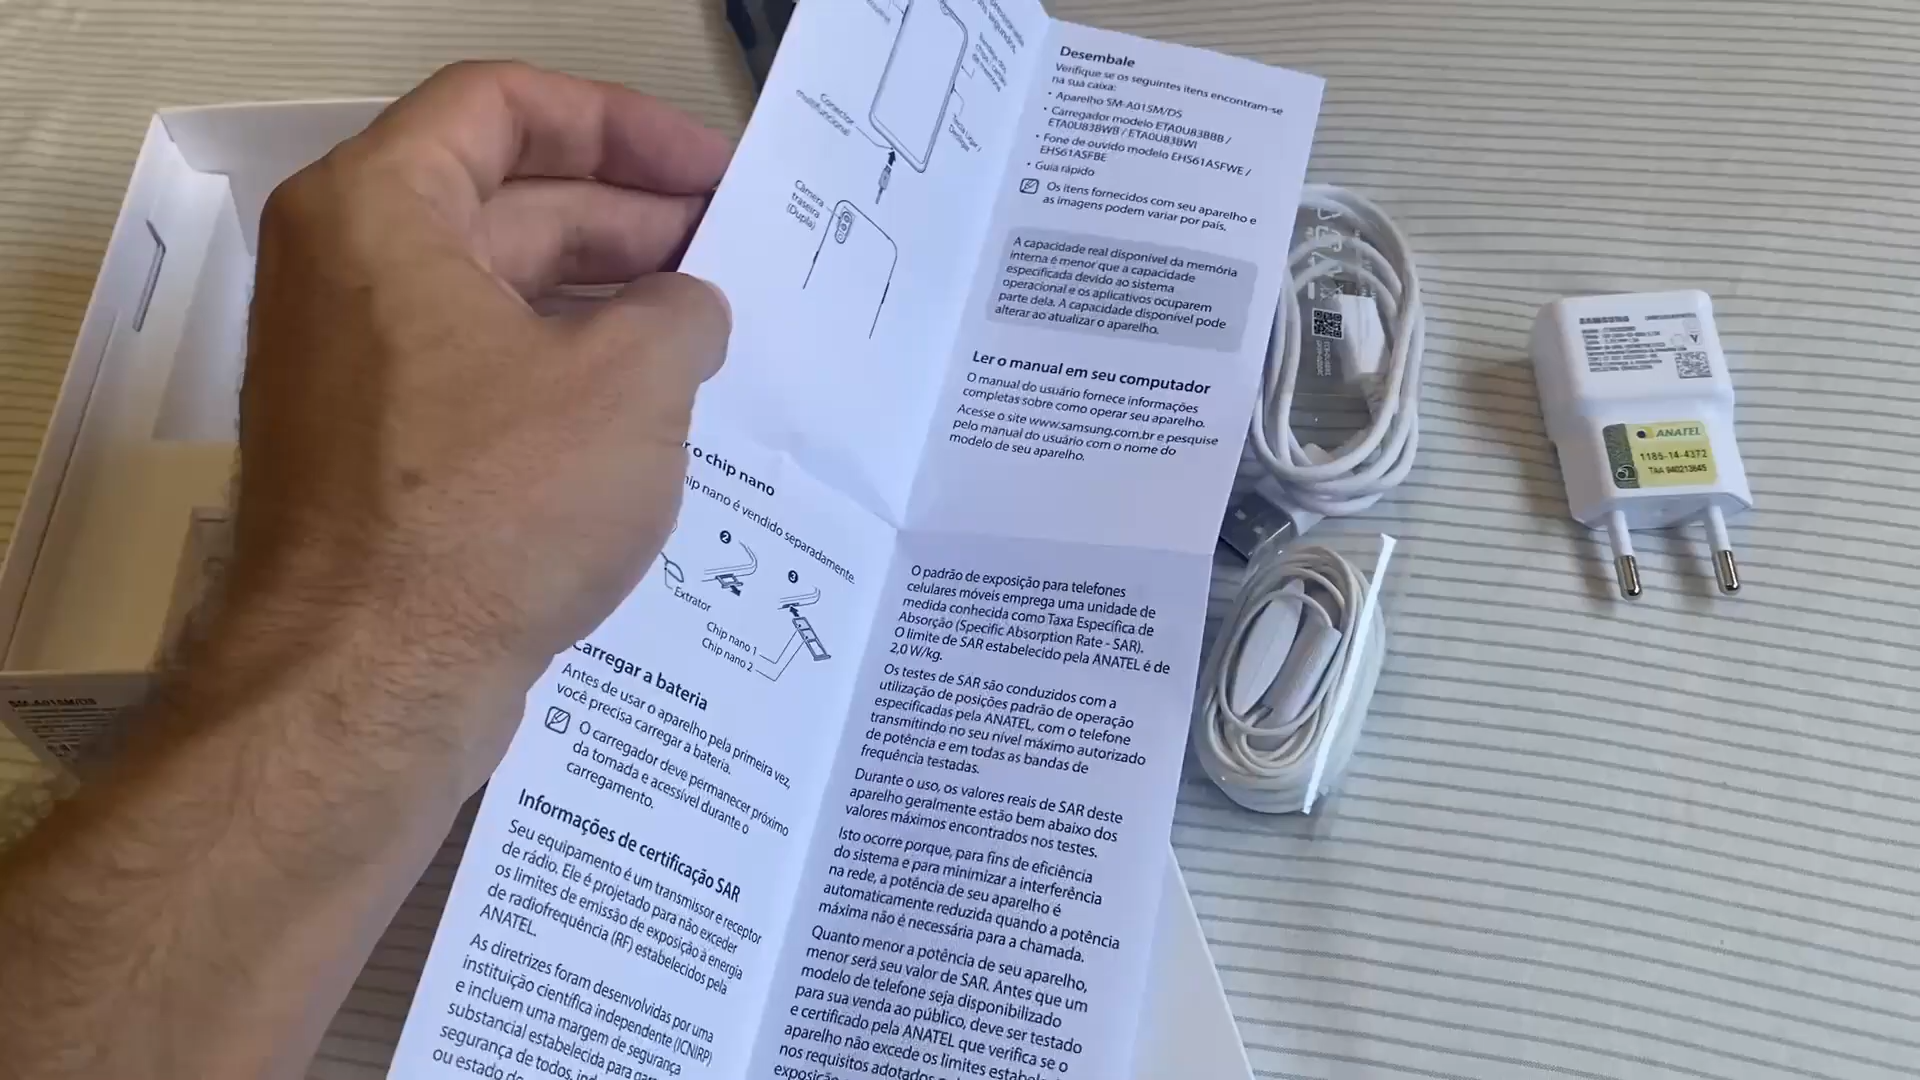 Conector
multifuncional
Câmera
traseira
(Dupla)
Desembale
Verifique se os seguintes itens encontram-se
na sua caixa:
• Aparelho SM-A015M/DS
• Carregador modelo ETA0U83BBB /
ETA0U83BWB / ETA0U83BWI
• Fone de ouvido modelo EHS61ASFWE /
EHS61ASFBE
• Guia rápido
Os itens fornecidos com seu aparelho e
as imagens podem variar por país.
A capacidade real disponível da memória
interna é menor que a capacidade
especificada devido ao sistema
operacional e os aplicativos ocuparem
parte dela. A capacidade disponível pode
alterar ao atualizar o aparelho.
Ler o manual em seu computador
O manual do usuário fornece informações
completas sobre como operar seu aparelho.
Acesse o site www.samsung.com.br e pesquise
pelo manual do usuário com o nome do
modelo de seu aparelho.
o chip nano
nano é vendido separadamente.
2
3
Extrator
Chip nano 1
Chip nano 2
Carregar a bateria
Antes de usar o aparelho pela primeira vez,
você precisa carregar a bateria.
O carregador deve permanecer próximo
da tomada e acessível durante o
carregamento.
Informações de certificação SAR
Seu equipamento é um transmissor e receptor
de rádio. Ele é projetado para não exceder
os limites de emissão de exposição à energia
de radiofrequência (RF) estabelecidos pela
ANATEL.
As diretrizes foram desenvolvidas por uma
instituição científica independente (ICNIRP)
e incluem uma margem de segurança
substancial estabelecida para
segurança de todos,
ou estado
O padrão de exposição para telefones
celulares móveis emprega uma unidade de
medida conhecida como Taxa Específica de
Absorção (Specific Absorption Rate - SAR).
O limite de SAR estabelecido pela ANATEL é de
2,0 W/kg.
Os testes de SAR são conduzidos com a
utilização de posições padrão de operação
especificadas pela ANATEL, com o telefone
transmitindo no seu nível máximo autorizado
de potência e em todas as bandas de
frequência testadas.
Durante o uso, os valores reais de SAR deste
aparelho geralmente estão bem abaixo dos
valores máximos encontrados nos testes.
Isto ocorre porque, para fins de eficiência
do sistema e para minimizar a interferência
na rede, a potência de seu aparelho é
automaticamente reduzida quando a potência
máxima não é necessária para a chamada.
Quanto menor a potência de seu aparelho,
menor será seu valor de SAR. Antes que um
modelo de telefone seja disponibilizado
para sua venda ao público, deve ser testado
e certificado pela ANATEL que verifica se o
aparelho não excede os limites
nos requisitos adotados
SAMSUNG
ANATEL
1185-14-4372
SM-A015M/DS